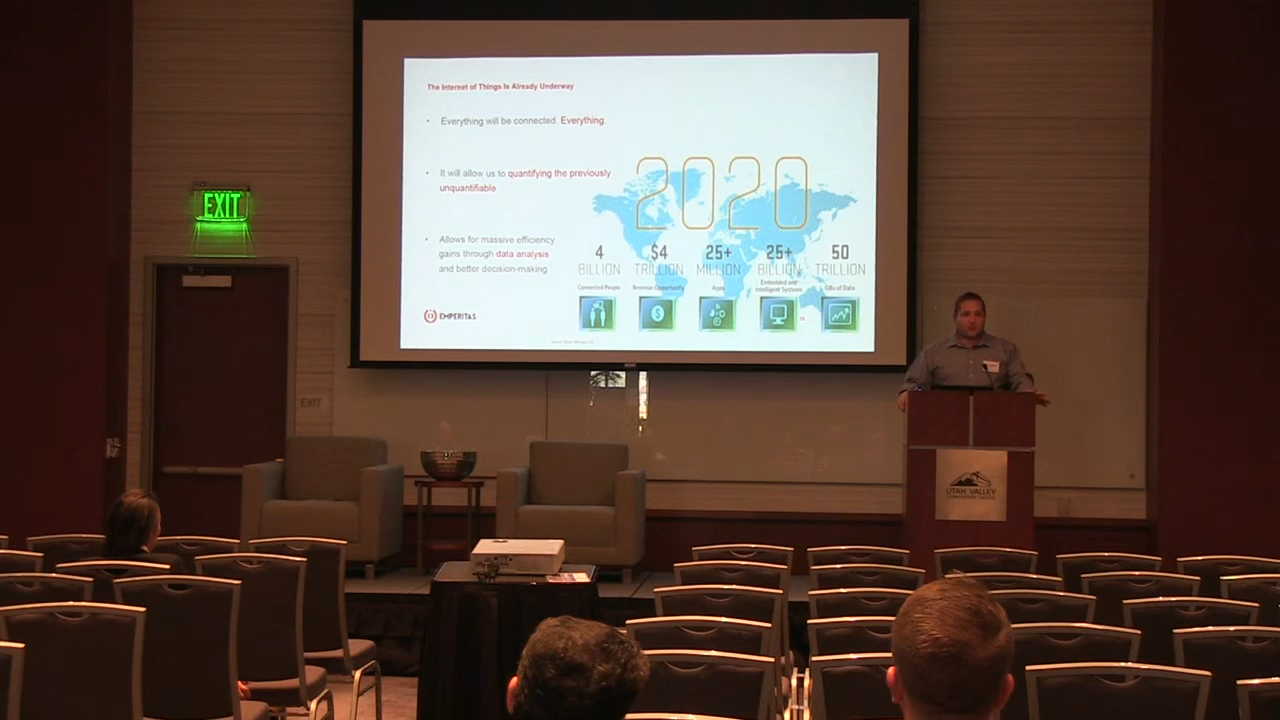 The Internet of Things Is Already Underway
• Everything will be connected. Everything.
• It will allow us to quantifying the previously
unquantifiable
• Allows for massive efficiency
gains through data analysis
and better decision-making
2020
4 $4 25+ 25+ 50
BILLION TRILLION MILLION BILLION TRILLION
Connected People Revenue Opportunity Apps Embedded and Intelligent Systems GBs of Data
EMPERITAS
EXIT
EXIT
UTAH VALLEY
CONVENTION CENTER